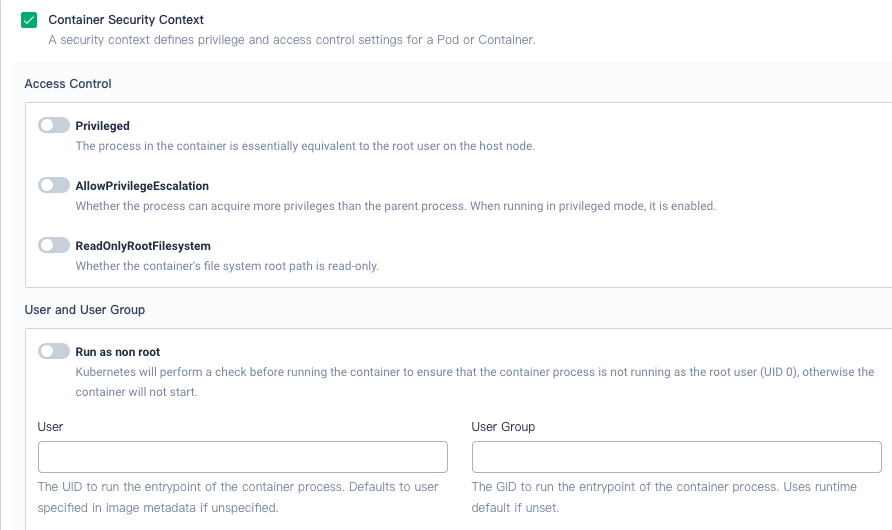 Container Security Context
A security context defines privilege and access control settings for a Pod or Container.
Access Control
Privileged
The process in the container is essentially equivalent to the root user on the host node.
AllowPrivilegeEscalation
Whether the process can acquire more privileges than the parent process. When running in privileged mode, it is enabled.
ReadOnlyRootFilesystem
Whether the container's file system root path is read-only.
User and User Group
Run as non root
Kubernetes will perform a check before running the container to ensure that the container process is not running as the root user (UID 0), otherwise the
container will not start.
User
The UID to run the entrypoint of the container process. Defaults to user
specified in image metadata if unspecified.
User Group
The GID to run the entrypoint of the container process. Uses runtime
default if unset.